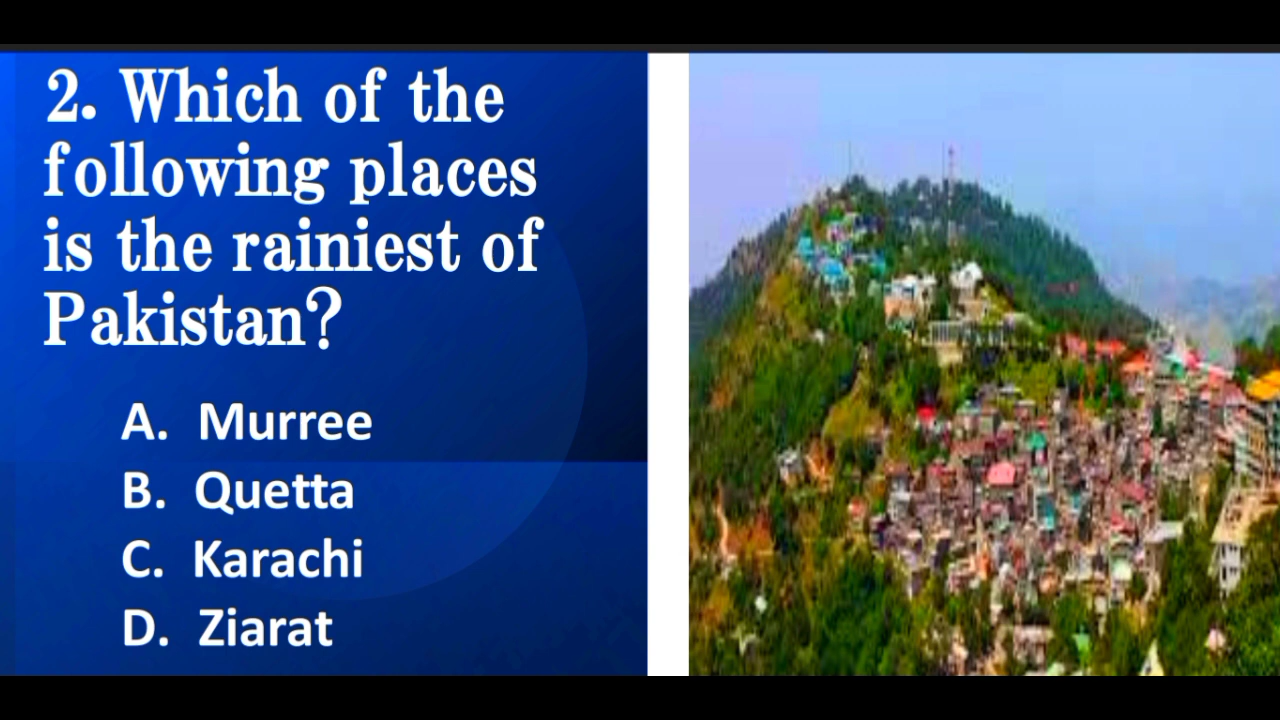 2. Which of the
following places
is the rainiest of
Pakistan?
A. Murree
B. Quetta
C. Karachi
D. Ziarat